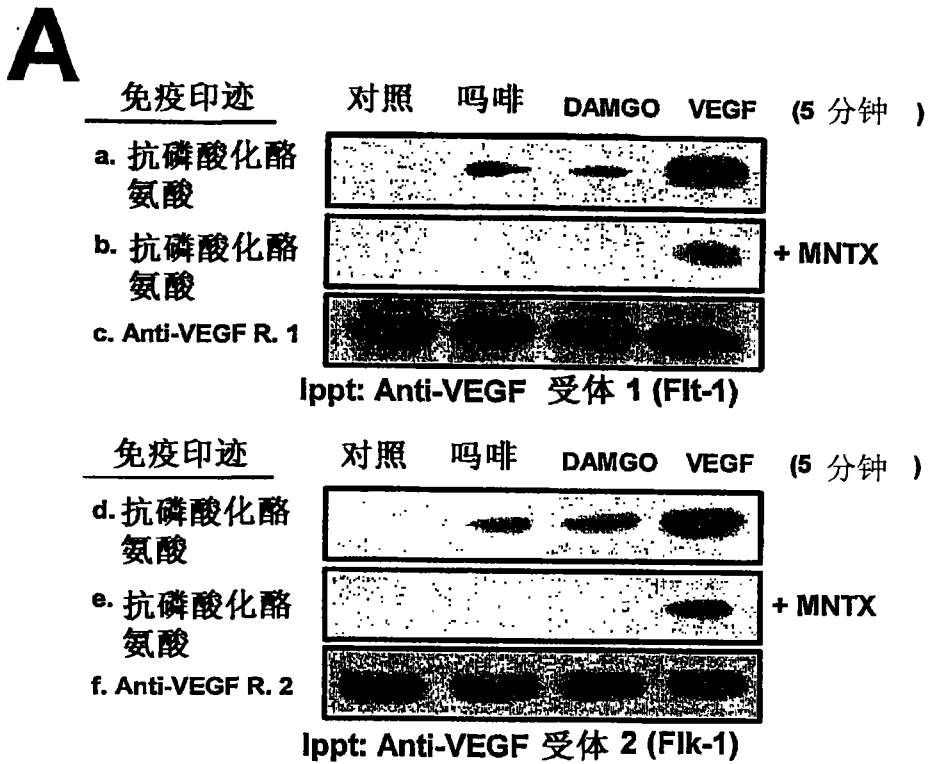 A
免疫印迹 对照 吗啡 DAMGO VEGF (5 分钟 )
a. 抗磷酸化酪
氨酸
b. 抗磷酸化酪
氨酸
+ MNTX
c. Anti-VEGF R. 1
Ippt: Anti-VEGF 受体 1 (Flt-1)
免疫印迹 对照 吗啡 DAMGO VEGF (5 分钟 )
d. 抗磷酸化酪
氨酸
e. 抗磷酸化酪
氨酸
+ MNTX
f. Anti-VEGF R. 2
Ippt: Anti-VEGF 受体 2 (Flk-1)